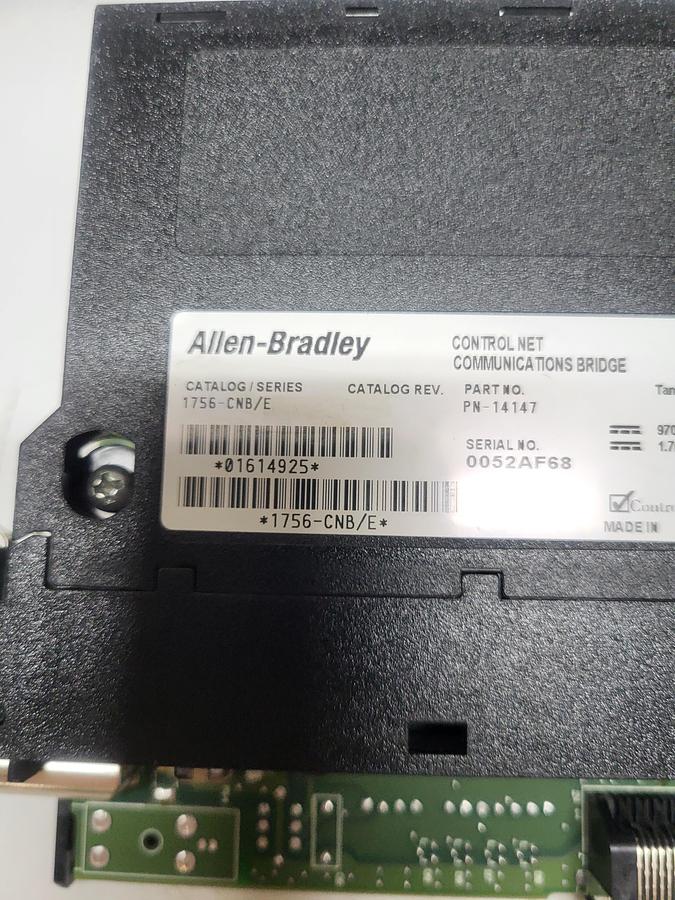 Allen-Bradley
CONTROL NET
COMMUNICATIONS BRIDGE
CATALOG / SERIES CATALOG REV. PART NO.
1756-CNB/E PN-14147
SERIAL NO.
0052AF68
*01614925*
*1756-CNB/E*
MADE IN